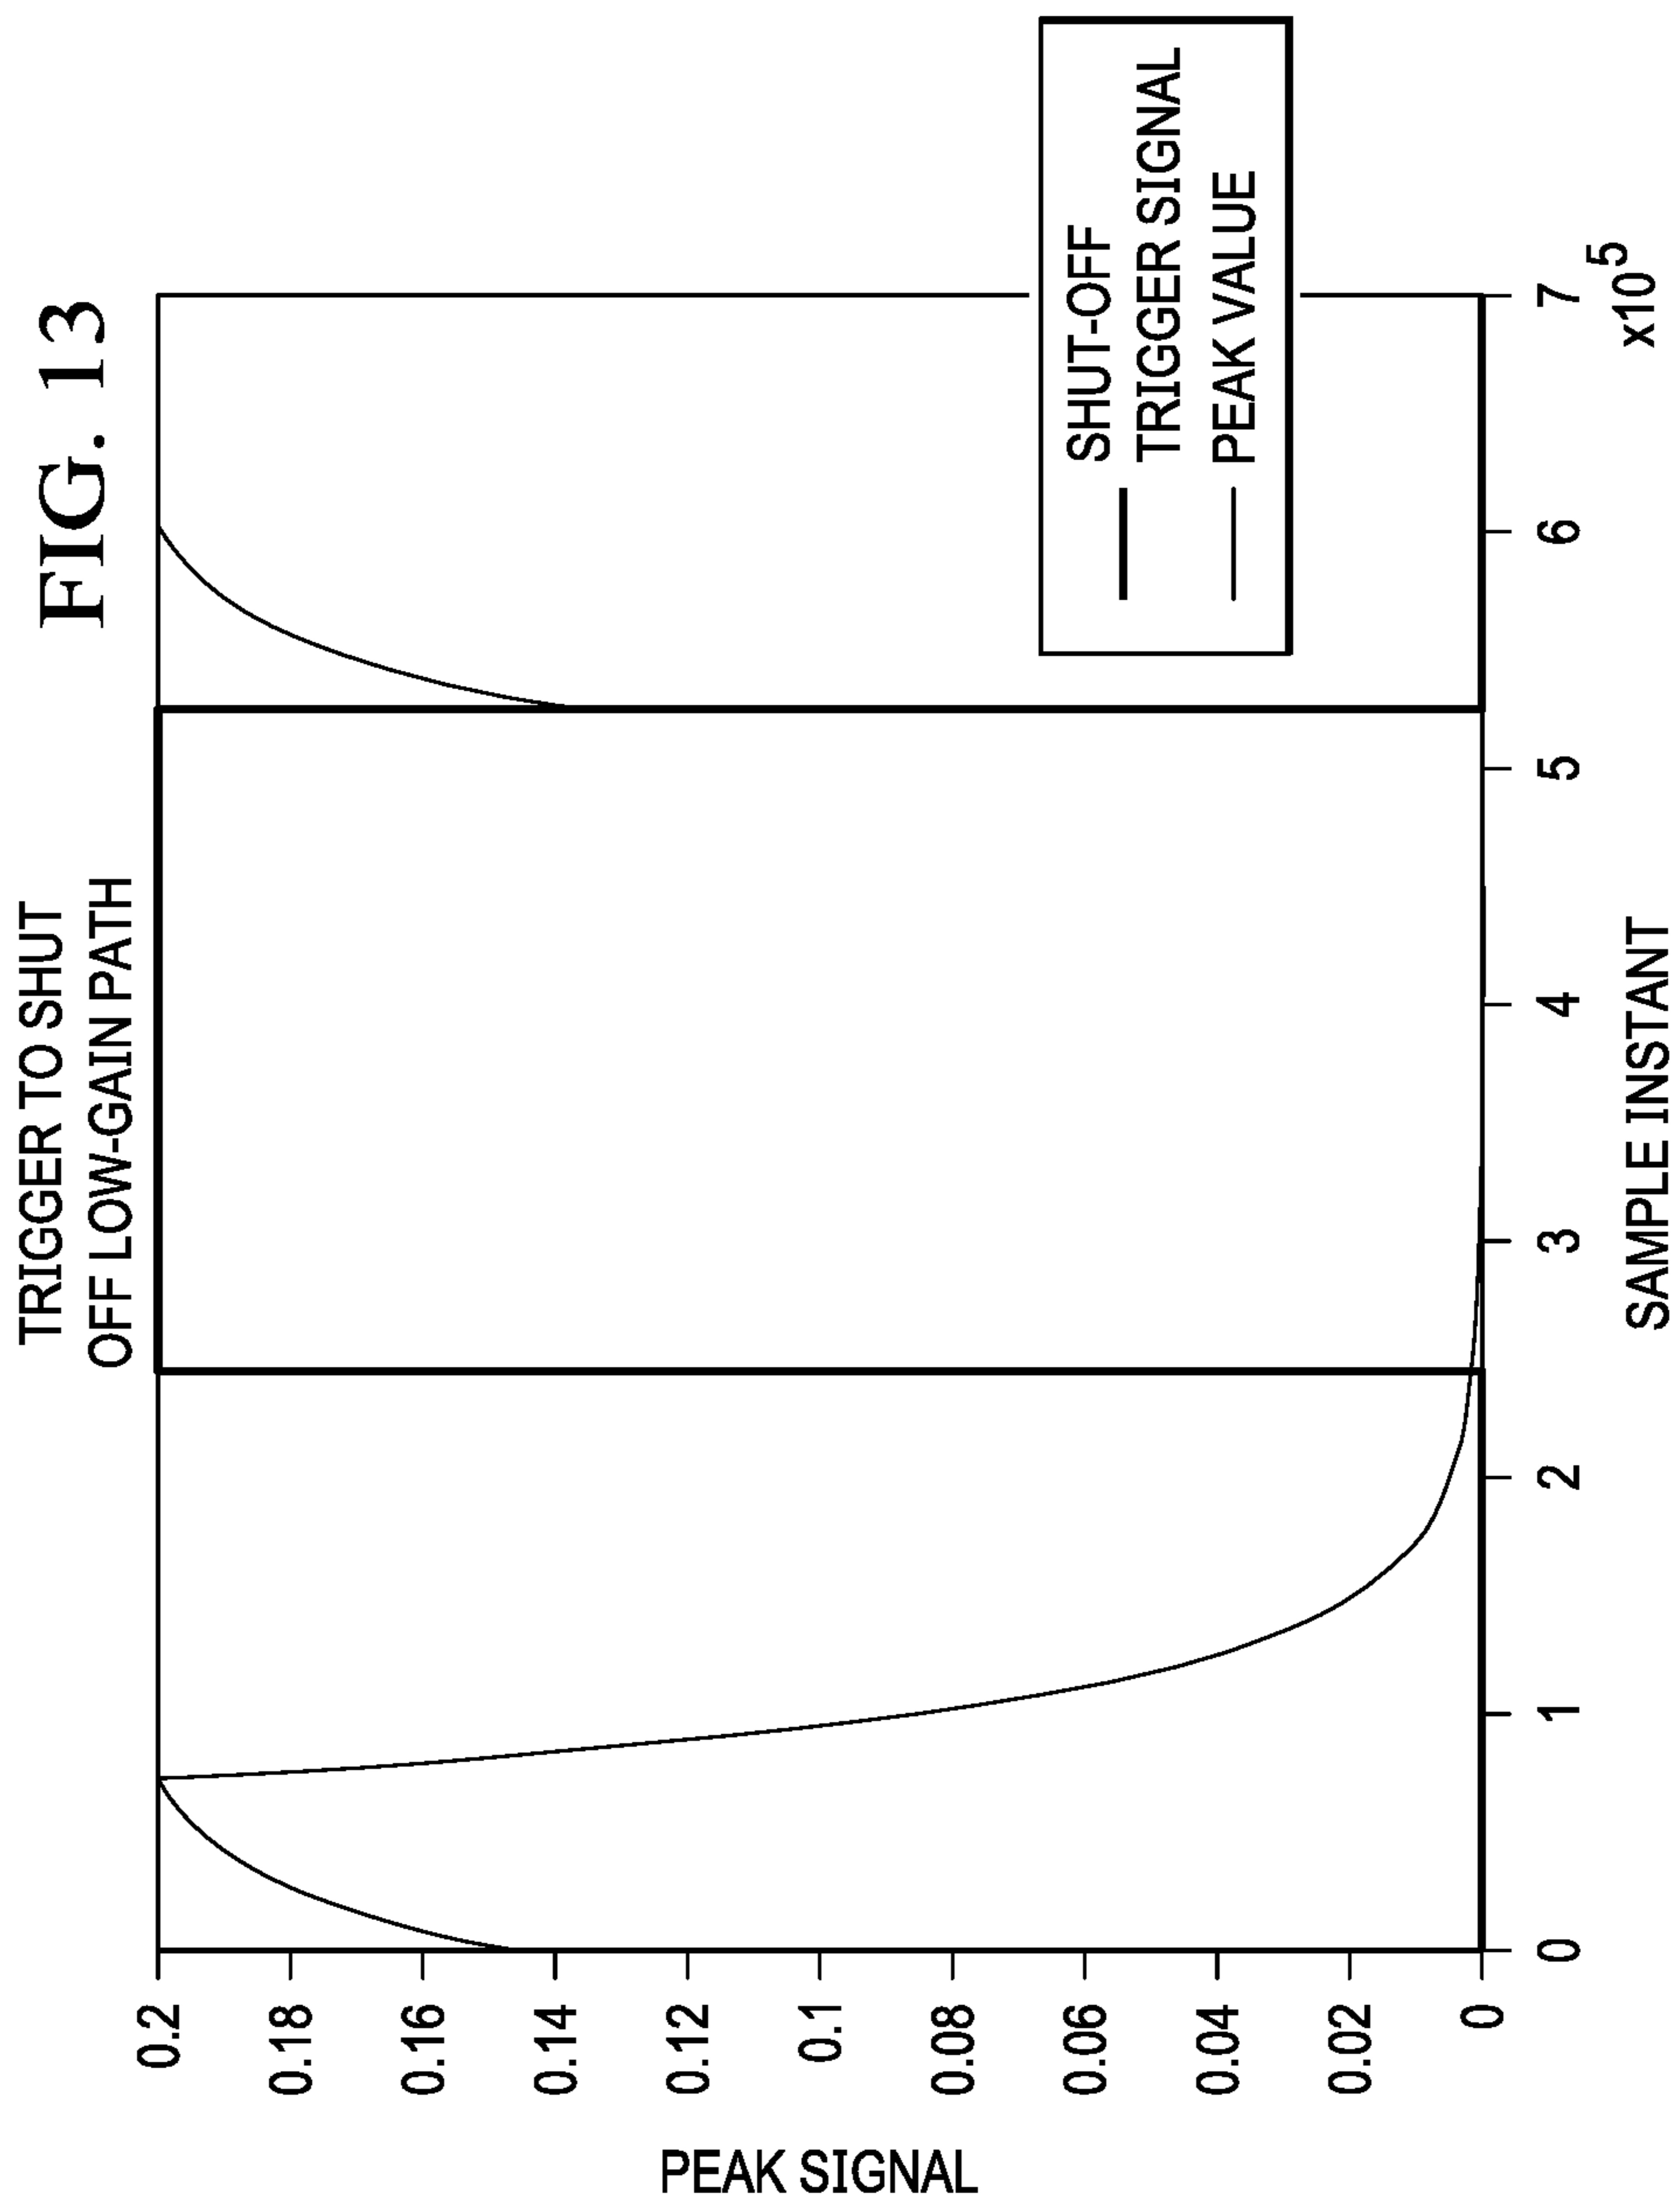 FIG. 13
TRIGGER TO SHUT
OFF LOW-GAIN PATH
PEAK SIGNAL
0.2
0.18
0.16
0.14
0.12
0.1
0.08
0.06
0.04
0.02
0
0 1 2 3 4 5 6 7
x10 5
SAMPLE INSTANT
SHUT-OFF
TRIGGER SIGNAL
PEAK VALUE